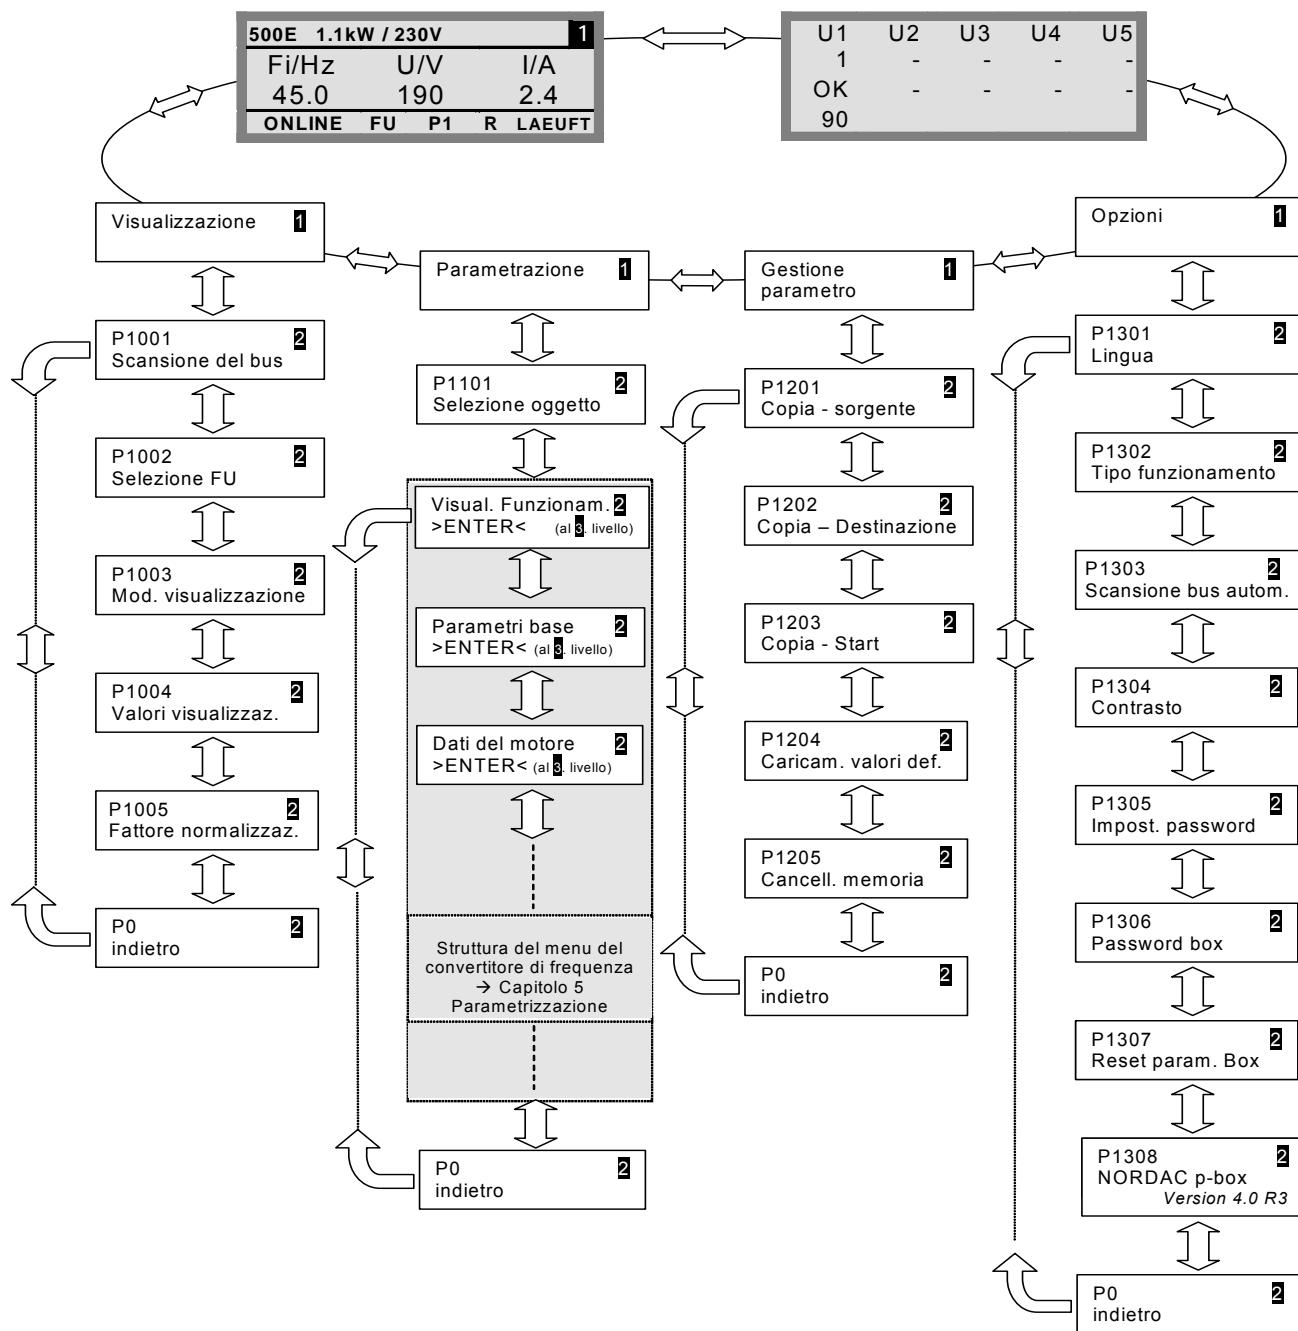 500E 1.1kW / 230V 1
Fi/Hz U/V I/A
45.0 190 2.4
ONLINE FU P1 R LAEUFT
U1 U2 U3 U4 U5
1 - - - -
OK - - - -
90
Visualizzazione 1
P1001 2
Scansione del bus
P1002 2
Selezione FU
P1003 2
Mod. visualizzazione
P1004 2
Valori visualizzaz.
P1005 2
Fattore normalizzaz.
P0 2
indietro
Parametrazione 1
P1101 2
Selezione oggetto
Visual. Funzionam. 2
>ENTER< (al 3. livello)
Parametri base 2
>ENTER< (al 3. livello)
Dati del motore 2
>ENTER< (al 3. livello)
Struttura del menu del
convertitore di frequenza
→ Capitolo 5
Parametrizzazione
P0 2
indietro
Gestione 1
parametro
P1201 2
Copia - sorgente
P1202 2
Copia – Destinazione
P1203 2
Copia - Start
P1204 2
Caricam. valori def.
P1205 2
Cancell. memoria
P0 2
indietro
Opzioni 1
P1301 2
Lingua
P1302 2
Tipo funzionamento
P1303 2
Scansione bus autom.
P1304 2
Contrasto
P1305 2
Impost. password
P1306 2
Password box
P1307 2
Reset param. Box
P1308 2
NORDAC p-box
Version 4.0 R3
P0 2
indietro